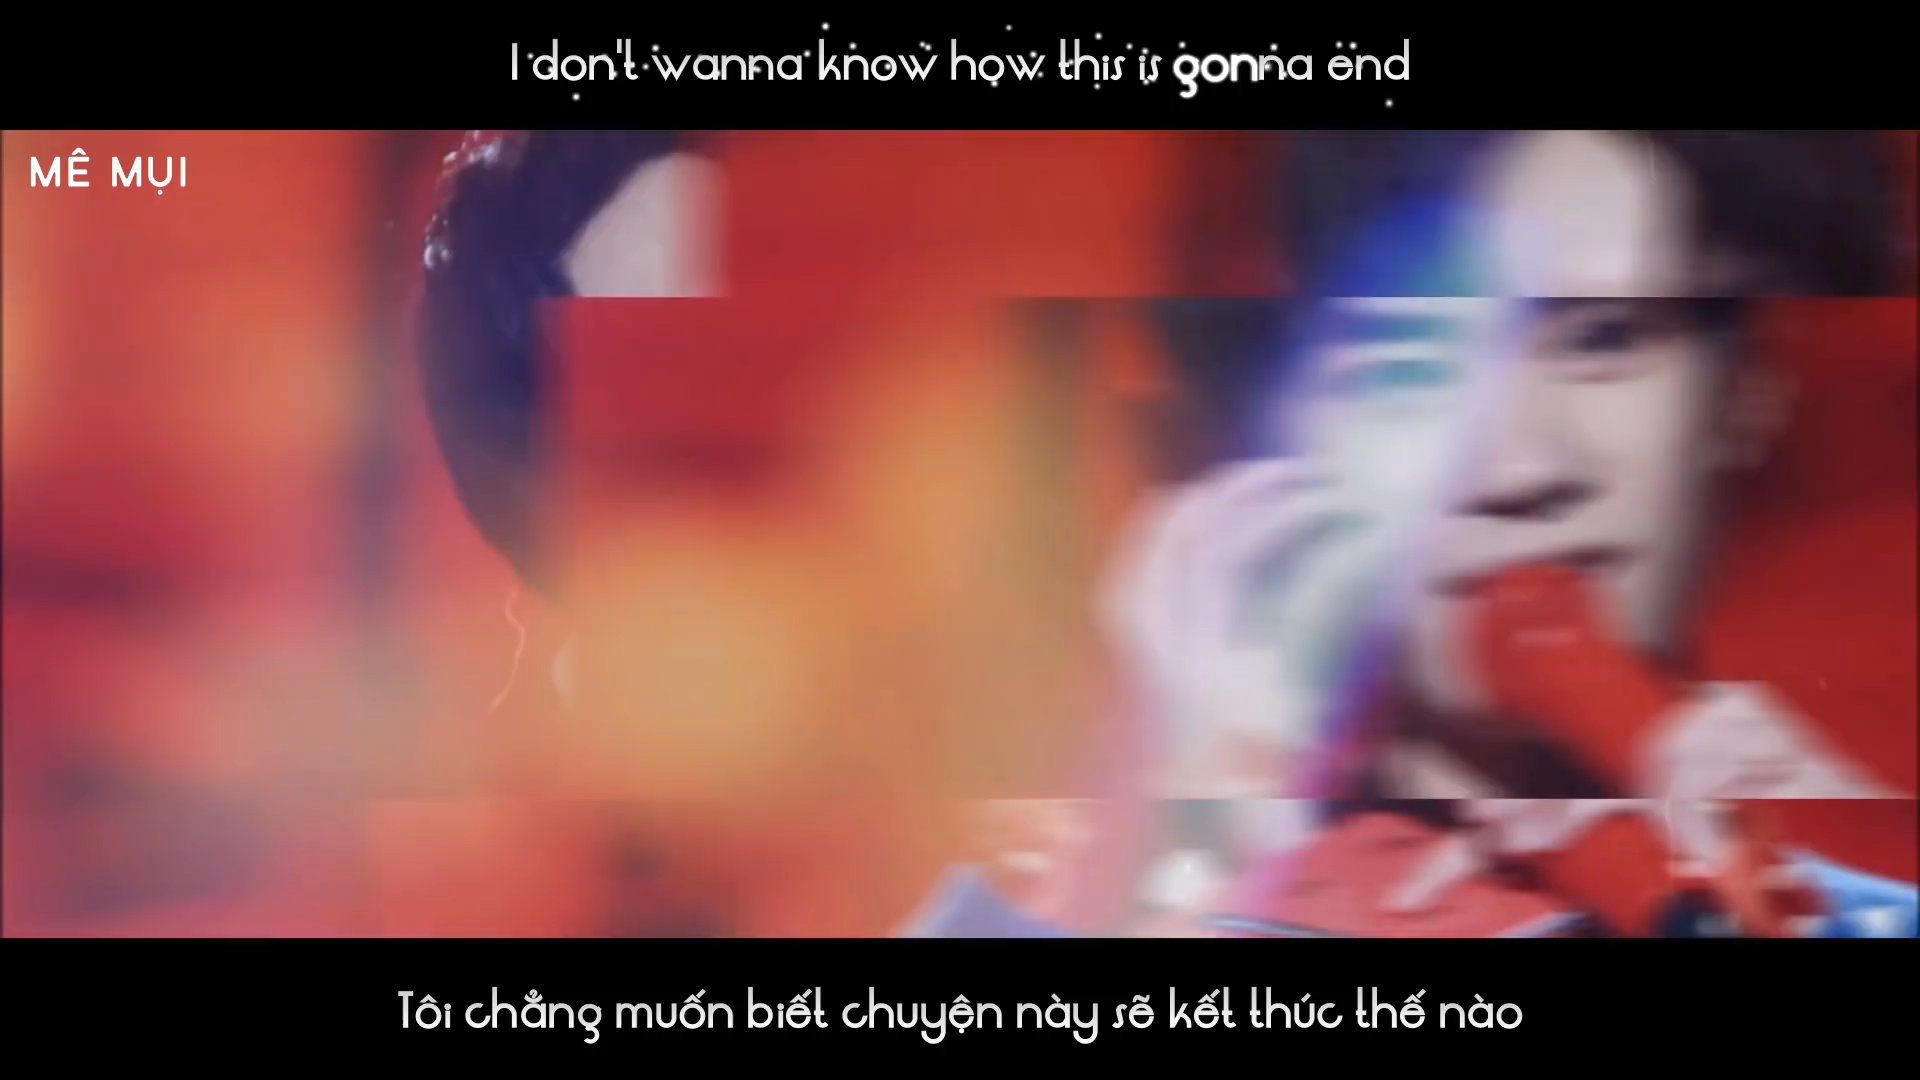 I don't wanna know how this is gonna end
MÊ MỤI
Tôi chẳng muốn biết chuyện này sẽ kết thúc thế nào